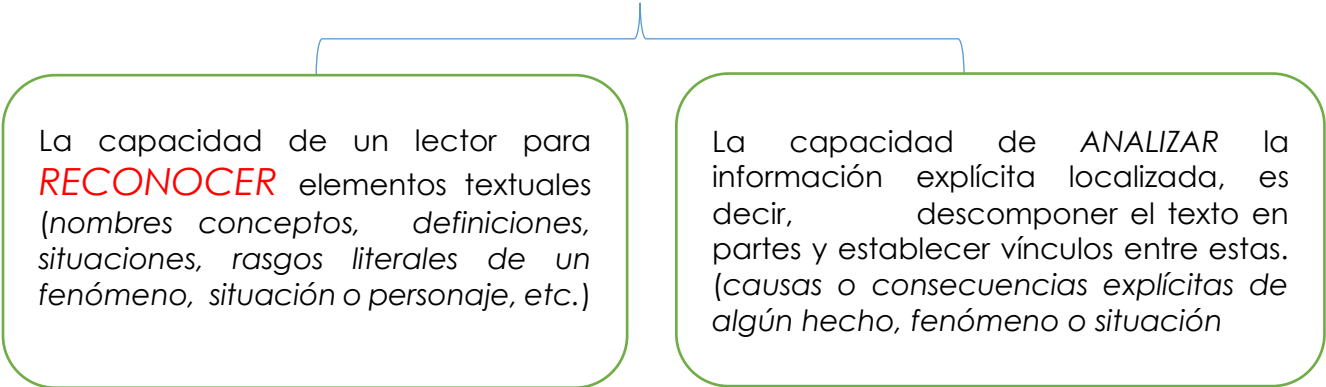 La capacidad de un lector para
RECONOCER elementos textuales
(nombres conceptos, definiciones,
situaciones, rasgos literales de un
fenómeno, situación o personaje, etc.)
La capacidad de ANALIZAR la
información explícita localizada, es
decir, descomponer el texto en
partes y establecer vínculos entre estas.
(causas o consecuencias explícitas de
algún hecho, fenómeno o situación